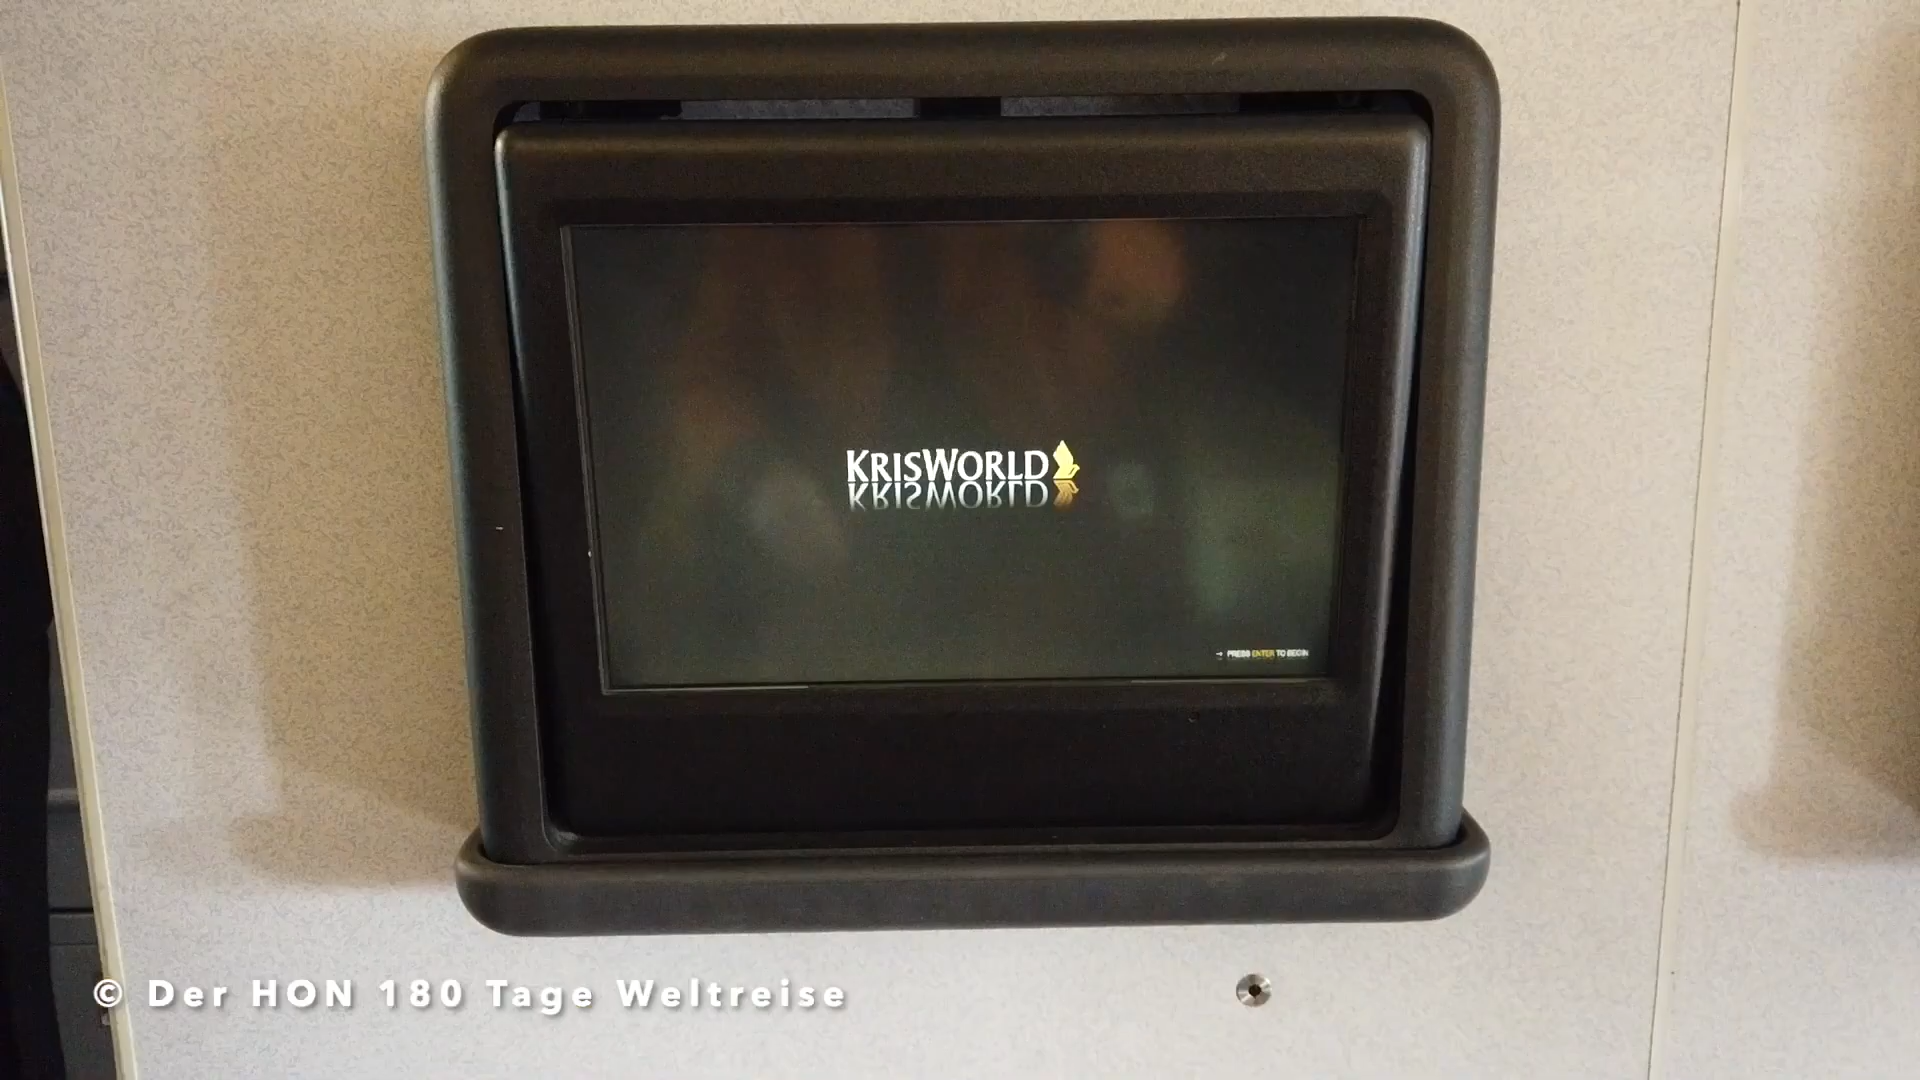 KRISWORLD
→ PRESS ENTER TO BEGIN
© Der HON 180 Tage Weltreise